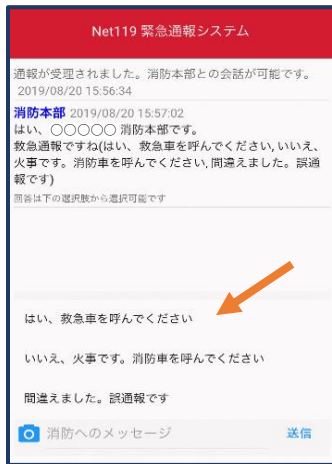 Net119 緊急通報システム
通報が受理されました。消防本部との会話が可能です。
2019/08/20 15:56:34
消防本部 2019/08/20 15:57:02
はい、〇〇〇〇〇 消防本部です。
救急通報ですね(はい、救急車を呼んでください, いいえ、
火事です。消防車を呼んでください, 間違えました。誤通
報です)
回答は下の選択肢から選択可能です
はい、救急車を呼んでください
いいえ、火事です。消防車を呼んでください
間違えました。誤通報です
消防へのメッセージ 送信